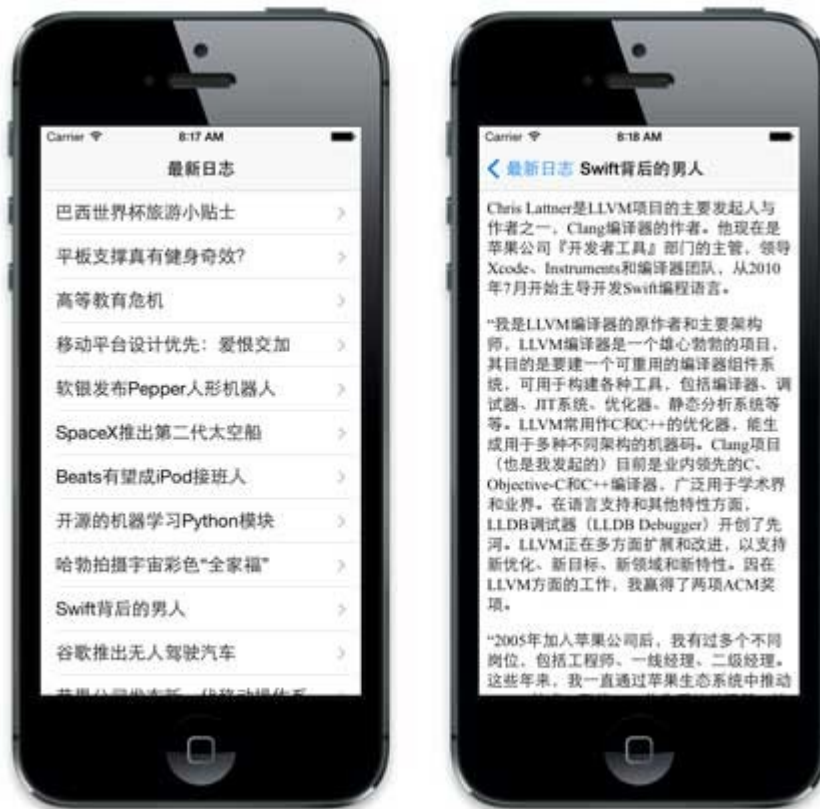 Carrier
8:17 AM
最新日志
巴西世界杯旅游小贴士
平板支撑真有健身奇效?
高等教育危机
移动平台设计优先：爱恨交加
软银发布Pepper人形机器人
SpaceX推出第二代太空船
Beats有望成iPod接班人
开源的机器学习Python模块
哈勃拍摄宇宙彩色“全家福”
Swift背后的男人
谷歌推出无人驾驶汽车
苹果公司发布新一代移动操作系
Carrier
8:18 AM
最新日志 Swift背后的男人
Chris Lattner是LLVM项目的主要发起人与
作者之一，Clang编译器的作者。他现在是
苹果公司『开发者工具』部门的主管，领导
Xcode、Instruments和编译器团队，从2010
年7月开始主导开发Swift编程语言。
“我是LLVM编译器的原作者和主要架构
师，LLVM编译器是一个雄心勃勃的项目，
其目的是要建一个可重用的编译器组件系
统，可用于构建各种工具，包括编译器、调
试器、JIT系统、优化器、静态分析系统等
等。LLVM常用作C和C++的优化器，能生
成用于多种不同架构的机器码。Clang项目
（也是我发起的）目前是业内领先的C、
Objective-C和C++编译器，广泛用于学术界
和业界。在语言支持和其他特性方面，
LLDB调试器（LLDB Debugger）开创了先
河。LLVM正在多方面扩展和改进，以支持
新优化、新目标、新领域和新特性。因在
LLVM方面的工作，我赢得了两项ACM奖
项。
“2005年加入苹果公司后，我有过多个不同
岗位，包括工程师、一线经理、二级经理。
这些年来，我一直通过苹果生态系统中推动